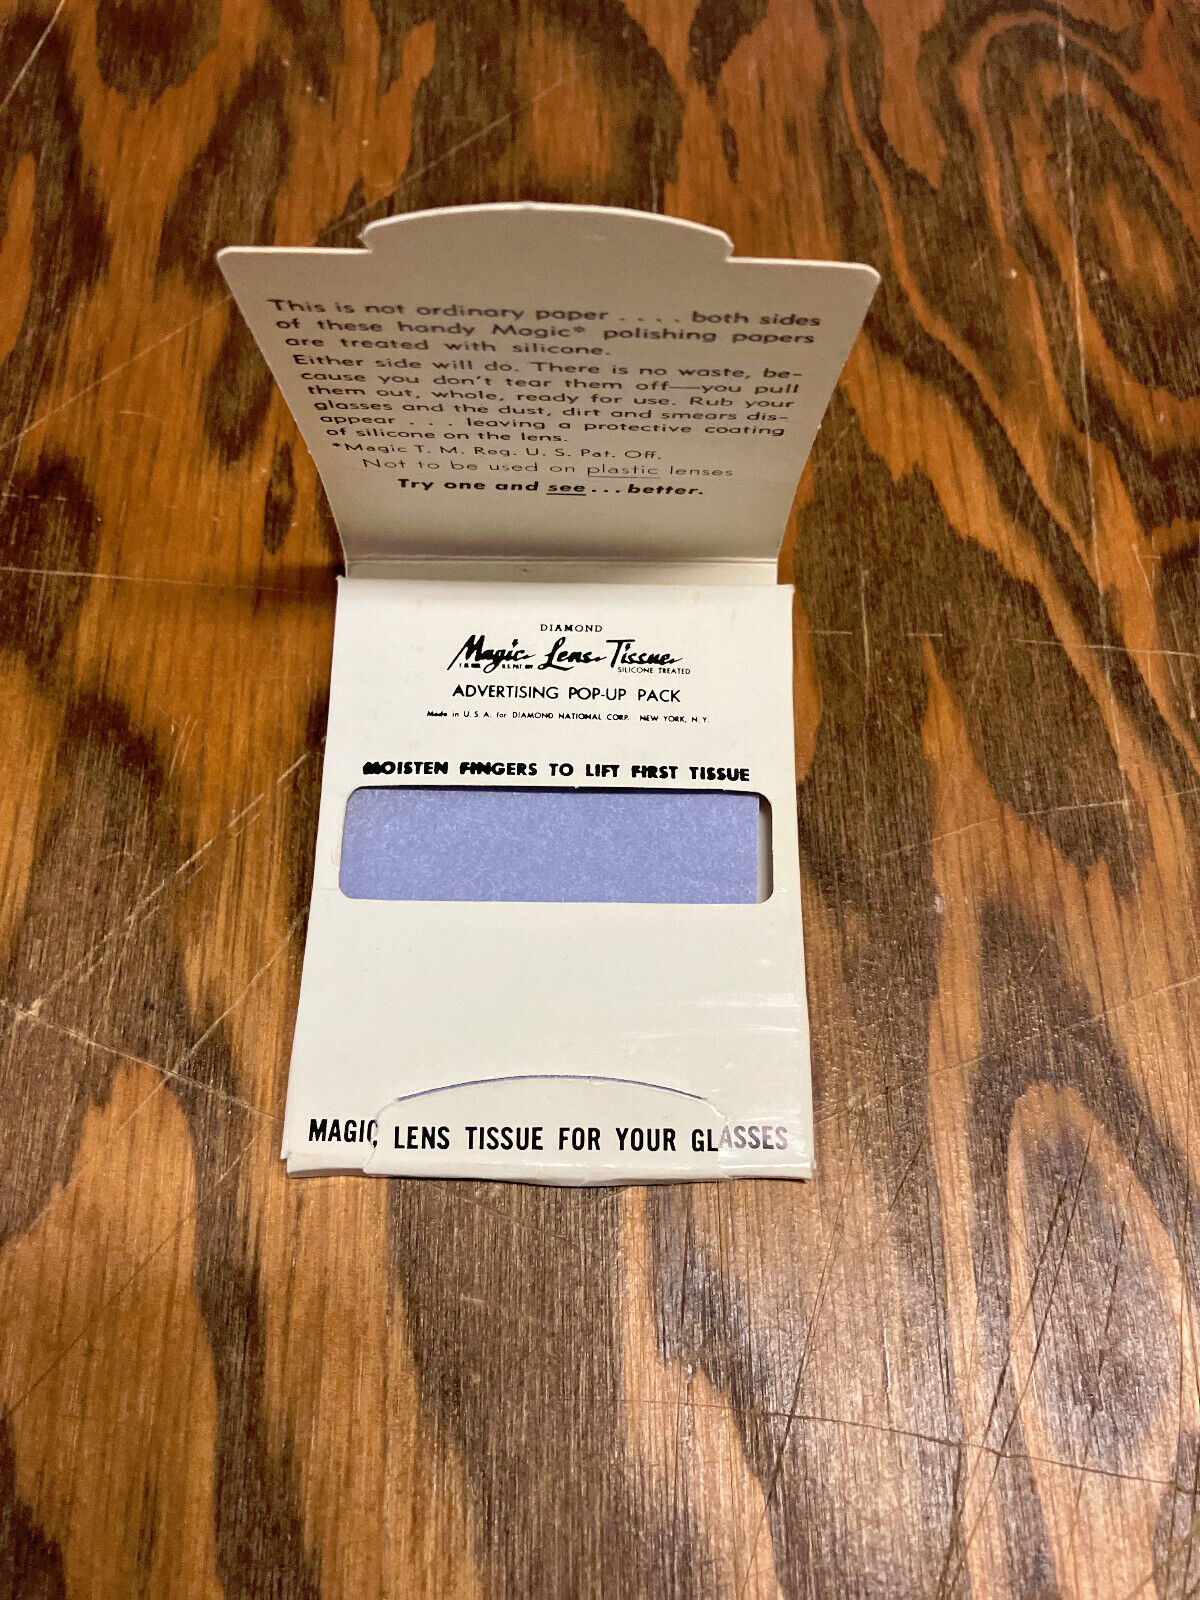 This is not ordinary paper . . . . both sides
of these handy Magic* polishing papers
are treated with silicone.
Either side will do. There is no waste, be-
cause you don't tear them off—you pull
them out, whole, ready for use. Rub your
glasses and the dust, dirt and smears dis-
appear . . . leaving a protective coating
of silicone on the lens.
*Magic T. M. Reg. U. S. Pat. Off.
Not to be used on plastic lenses
Try one and see...better.
DIAMOND
Magic* Lens Tissue
SILICONE TREATED
ADVERTISING POP-UP PACK
Made in U.S.A. for DIAMOND NATIONAL CORP. NEW YORK, N.Y.
MOISTEN FINGERS TO LIFT FIRST TISSUE
MAGIC LENS TISSUE FOR YOUR GLASSES